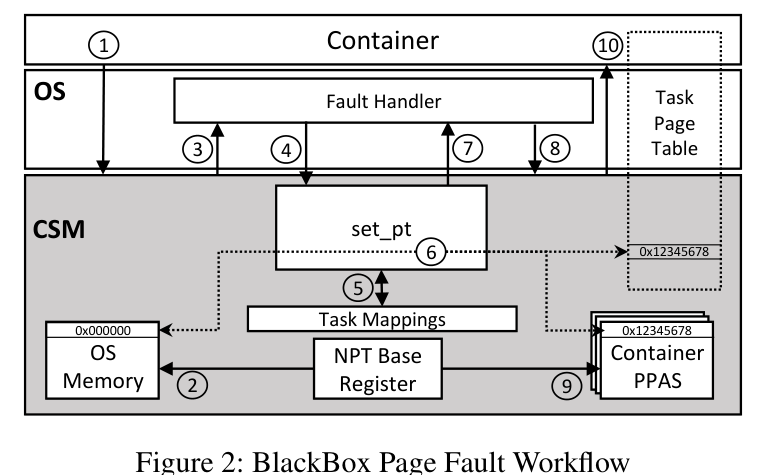 Container
1
10
OS
Fault Handler
Task
Page
Table
3
4
7
8
CSM
set_pt
6
0x12345678
5
Task Mappings
0x000000
OS
Memory
NPT Base
Register
0x12345678
Container
PPAS
2
9
Figure 2: BlackBox Page Fault Workflow